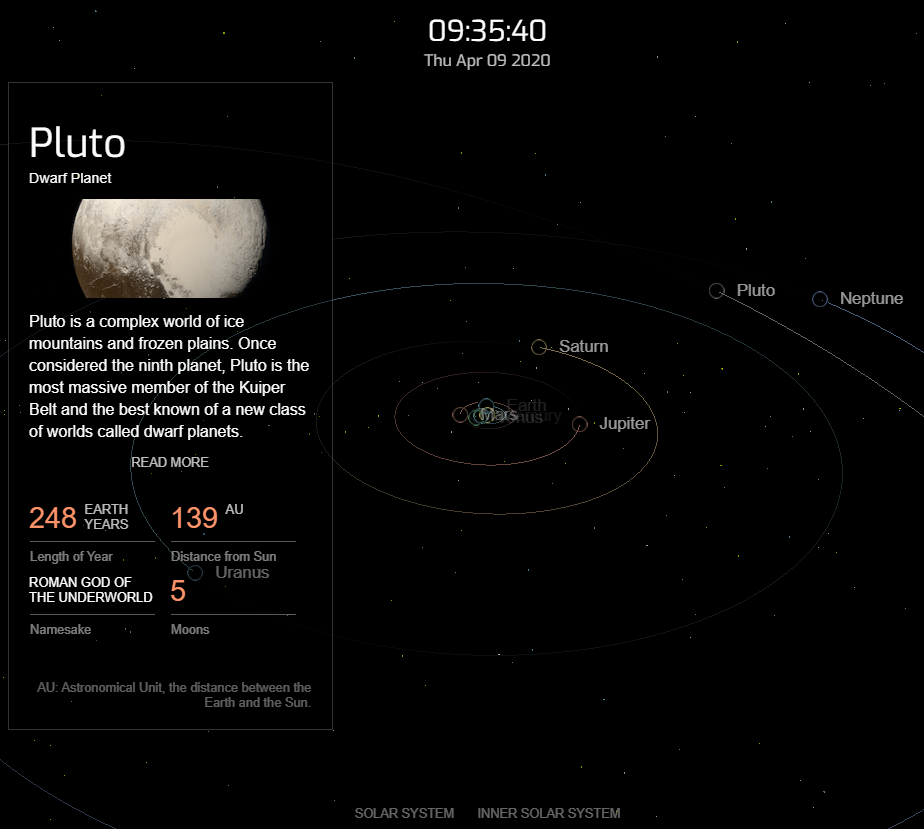 09:35:40
Thu Apr 09 2020
Pluto
Dwarf Planet
Pluto is a complex world of ice
mountains and frozen plains. Once
considered the ninth planet, Pluto is the
most massive member of the Kuiper
Belt and the best known of a new class
of worlds called dwarf planets.
READ MORE
248 EARTH YEARS
Length of Year
139 AU
Distance from Sun
ROMAN GOD OF
THE UNDERWORLD
Namesake
5
Moons
AU: Astronomical Unit, the distance between the
Earth and the Sun.
Pluto
Neptune
Saturn
Earth
Mars
Jupiter
Uranus
SOLAR SYSTEM
INNER SOLAR SYSTEM